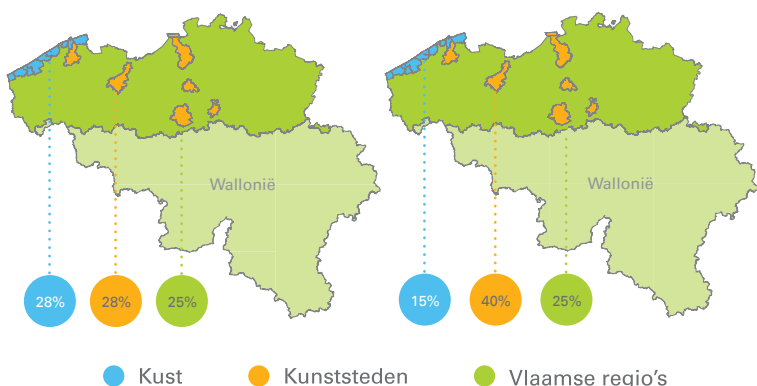 Wallonië
Wallonië
28% 28% 25%
15% 40% 25%
Kust Kunststeden Vlaamse regio's